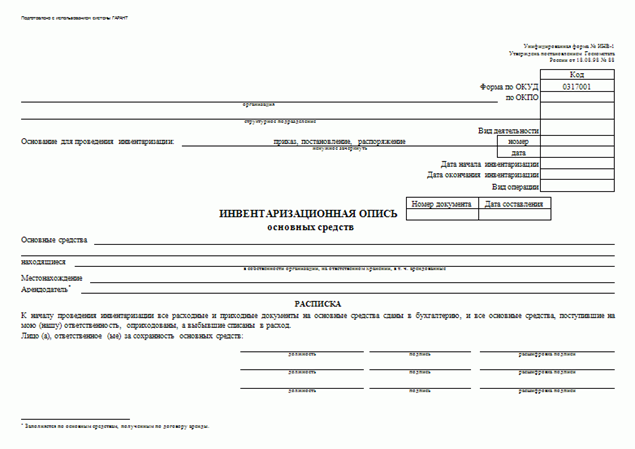 Подготовлено с использованием системы ГАРАНТ
Унифицированная форма № ИНВ-1
Утверждена постановлением Госкомстата
России от 18.08.98 № 88
Код
Форма по ОКУД 0317001
по ОКПО
организация
структурное подразделение
Вид деятельности
Основание для проведения инвентаризации: приказ, постановление, распоряжение номер
ненужное зачеркнуть
дата
Дата начала инвентаризации
Дата окончания инвентаризации
Вид операции
Номер документа Дата составления
ИНВЕНТАРИЗАЦИОННАЯ ОПИСЬ
основных средств
Основные средства
находящиеся
в собственности организации, на ответственном хранении, в т. ч. арендованные
Местонахождение
Арендодатель*
РАСПИСКА
К началу проведения инвентаризации все расходные и приходные документы на основные средства сданы в бухгалтерию, и все основные средства, поступившие на
мою (нашу) ответственность, оприходованы, а выбывшие списаны в расход.
Лицо (а), ответственное (ые) за сохранность основных средств:
должность подпись расшифровка подписи
должность подпись расшифровка подписи
должность подпись расшифровка подписи
* Заполняется по основным средствам, полученным по договору аренды.